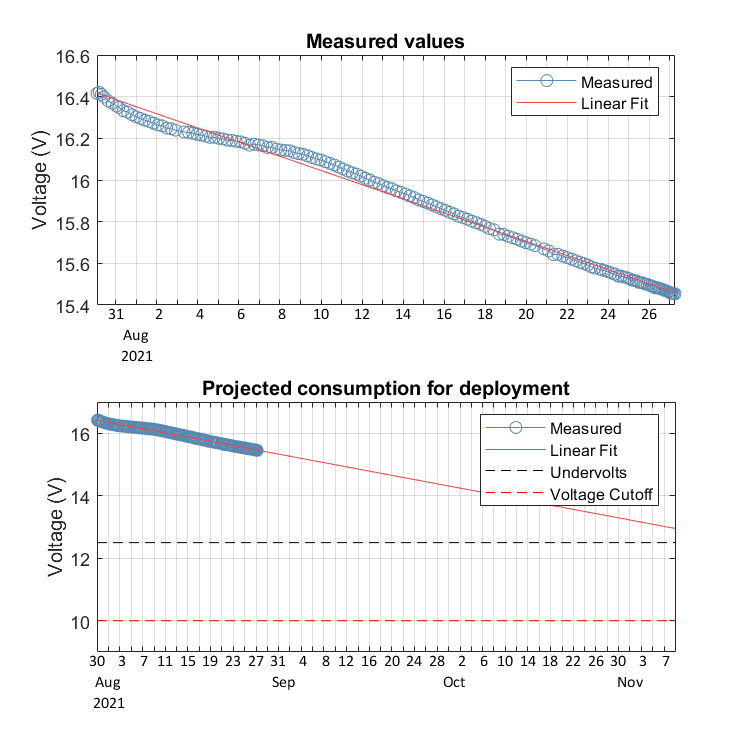 Measured values
16.6
16.4
16.2
16
15.8
15.6
15.4
Voltage (V)
Measured
Linear Fit
31 2 4 6 8 10 12 14 16 18 20 22 24 26
Aug
2021
Projected consumption for deployment
16
14
12
10
Voltage (V)
Measured
Linear Fit
Undervolts
Voltage Cutoff
30 3 7 11 15 19 23 27 31 4 8 12 16 20 24 28 2 6 10 14 18 22 26 30 3 7
Aug Sep Oct Nov
2021